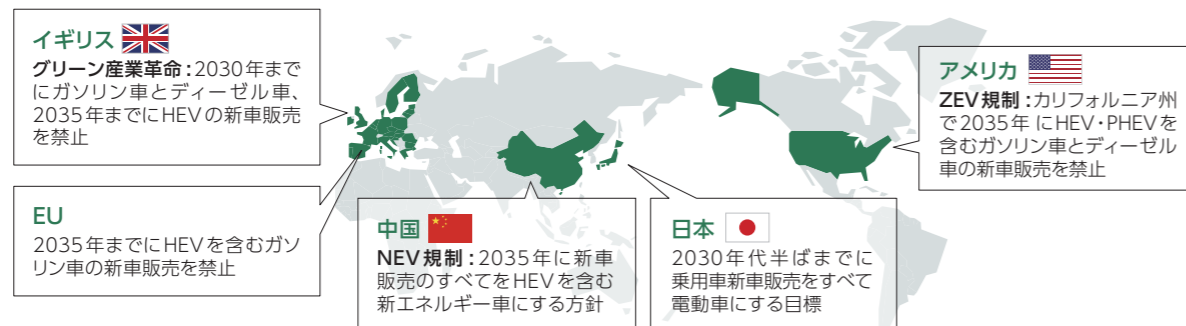 イギリス
グリーン産業革命：2030年まで
にガソリン車とディーゼル車、
2035年までにHEVの新車販売
を禁止
EU
2035年までにHEVを含むガソ
リン車の新車販売を禁止
中国
NEV規制：2035年に新車
販売のすべてをHEVを含む
新エネルギー車にする方針
日本
2030年代半ばまでに
乗用車新車販売をすべて
電動車にする目標
アメリカ
ZEV規制：カリフォルニア州
で2035年 にHEV・PHEVを
含むガソリン車とディーゼル
車の新車販売を禁止